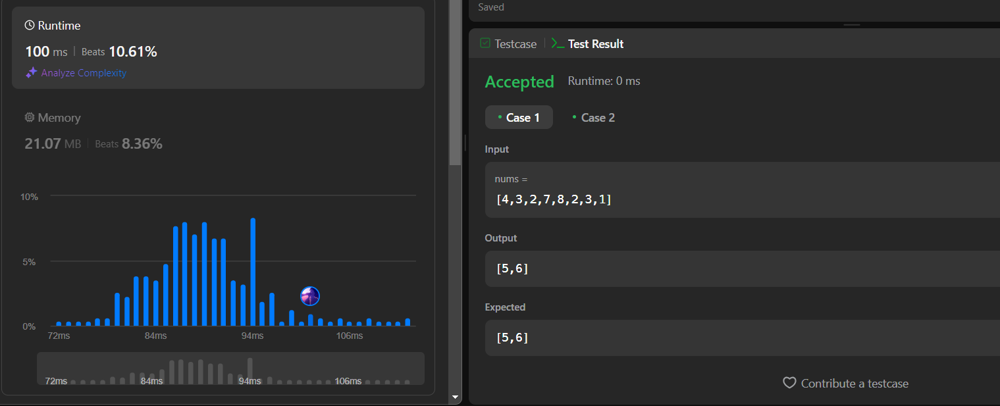 Runtime
100 ms | Beats 10.61%
Analyze Complexity
Memory
21.07 MB | Beats 8.36%
10%
5%
0%
72ms 84ms 94ms 106ms
72ms 84ms 94ms 106ms
Saved
Testcase | >_ Test Result
Accepted Runtime: 0 ms
• Case 1 • Case 2
Input
nums =
[4,3,2,7,8,2,3,1]
Output
[5,6]
Expected
[5,6]
Contribute a testcase